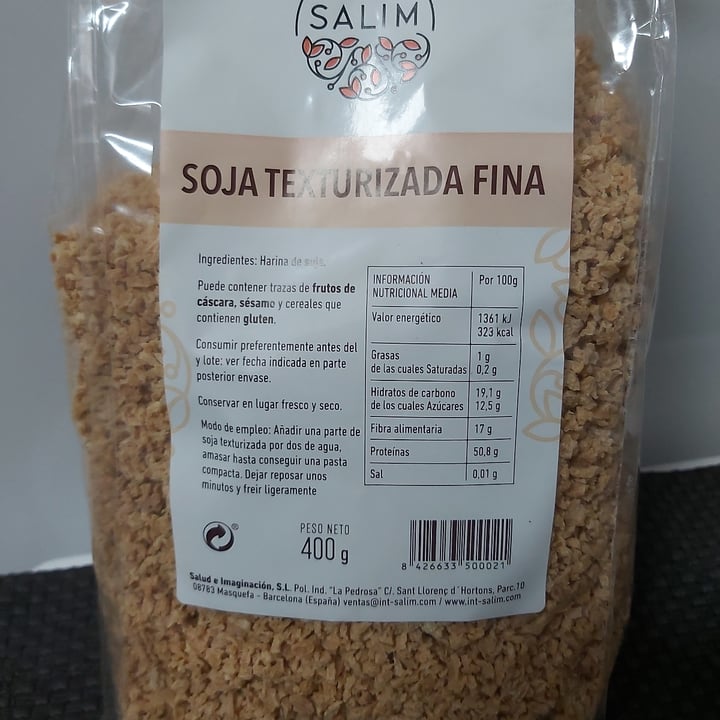 SALIM
SOJA TEXTURIZADA FINA
Ingredientes: Harina de soja.
Puede contener trazas de frutos de
cáscara, sésamo y cereales que
contienen gluten.
Consumir preferentemente antes del
y lote: ver fecha indicada en parte
posterior envase.
Conservar en lugar fresco y seco.
Modo de empleo: Añadir una parte de
soja texturizada por dos de agua,
amasar hasta conseguir una pasta
compacta. Dejar reposar unos
minutos y freir ligeramente
INFORMACIÓN Por 100g
NUTRICIONAL MEDIA
Valor energético 1361 kJ
323 kcal
Grasas 1 g
de las cuales Saturadas 0,2 g
Hidratos de carbono 19,1 g
de los cuales Azúcares 12,5 g
Fibra alimentaria 17 g
Proteínas 50,8 g
Sal 0,01 g
®
PESO NETO
400 g
8 426633 500021
Salud e Imaginación, S.L. Pol. Ind. "La Pedrosa" C/. Sant Llorenç d´Hortons, Parc.10
08783 Masquefa - Barcelona (España) ventas@int-salim.com / www.int-salim.com